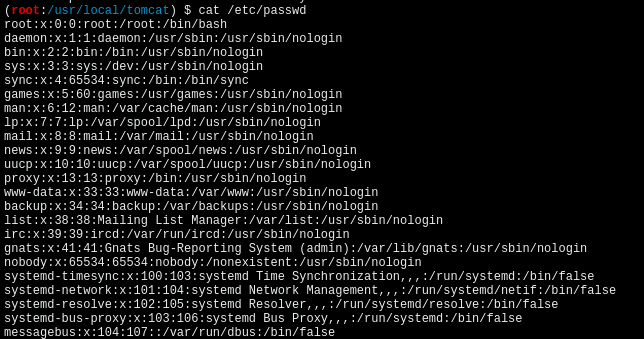 (root:/usr/local/tomcat) $ cat /etc/passwd
root:x:0:0:root:/root:/bin/bash
daemon:x:1:1:daemon:/usr/sbin:/usr/sbin/nologin
bin:x:2:2:bin:/bin:/usr/sbin/nologin
sys:x:3:3:sys:/dev:/usr/sbin/nologin
sync:x:4:65534:sync:/bin:/bin/sync
games:x:5:60:games:/usr/games:/usr/sbin/nologin
man:x:6:12:man:/var/cache/man:/usr/sbin/nologin
lp:x:7:7:lp:/var/spool/lpd:/usr/sbin/nologin
mail:x:8:8:mail:/var/mail:/usr/sbin/nologin
news:x:9:9:news:/var/spool/news:/usr/sbin/nologin
uucp:x:10:10:uucp:/var/spool/uucp:/usr/sbin/nologin
proxy:x:13:13:proxy:/bin:/usr/sbin/nologin
www-data:x:33:33:www-data:/var/www:/usr/sbin/nologin
backup:x:34:34:backup:/var/backups:/usr/sbin/nologin
list:x:38:38:Mailing List Manager:/var/list:/usr/sbin/nologin
irc:x:39:39:ircd:/var/run/ircd:/usr/sbin/nologin
gnats:x:41:41:Gnats Bug-Reporting System (admin):/var/lib/gnats:/usr/sbin/nologin
nobody:x:65534:65534:nobody:/nonexistent:/usr/sbin/nologin
systemd-timesync:x:100:103:systemd Time Synchronization,,,:/run/systemd:/bin/false
systemd-network:x:101:104:systemd Network Management,,,:/run/systemd/netif:/bin/false
systemd-resolve:x:102:105:systemd Resolver,,,:/run/systemd/resolve:/bin/false
systemd-bus-proxy:x:103:106:systemd Bus Proxy,,,:/run/systemd:/bin/false
messagebus:x:104:107::/var/run/dbus:/bin/false